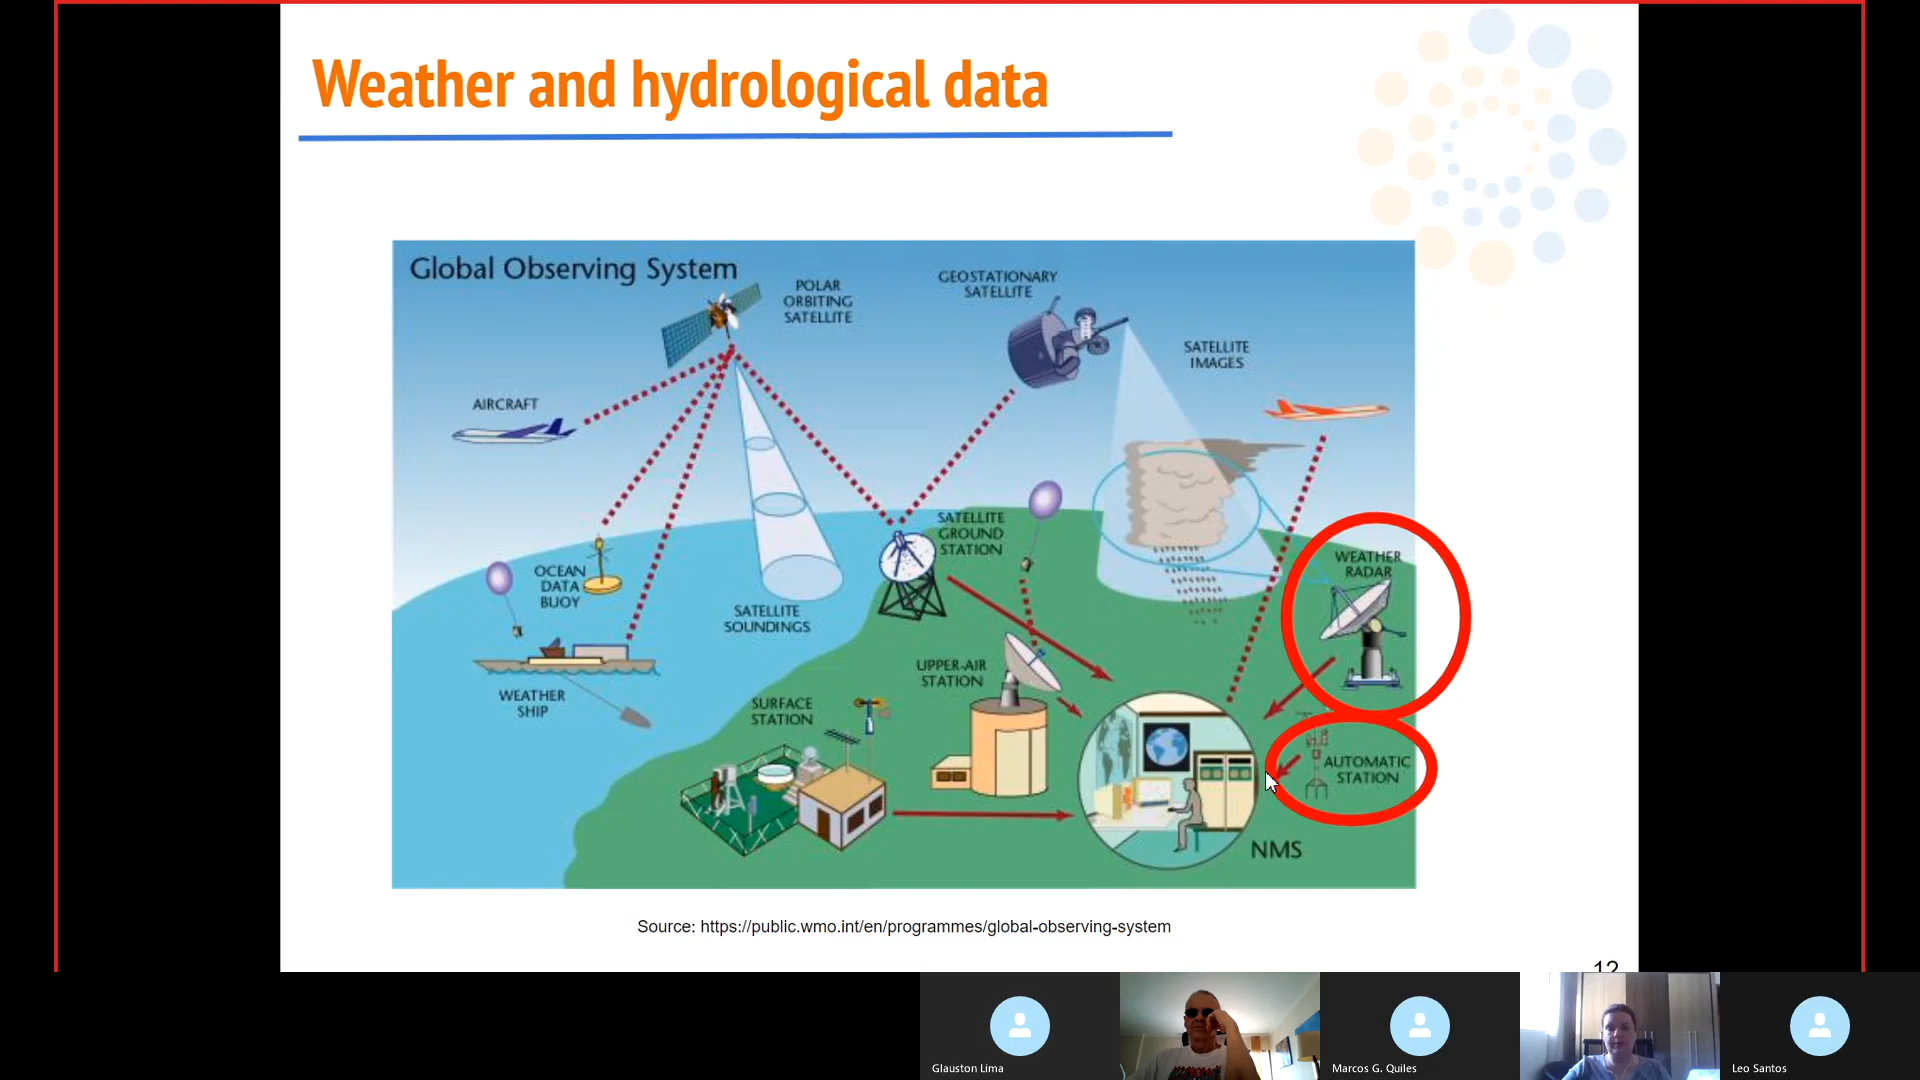 Weather and hydrological data
Global Observing System
POLAR
ORBITING
SATELLITE
GEOSTATIONARY
SATELLITE
SATELLITE
IMAGES
AIRCRAFT
SATELLITE
GROUND
STATION
WEATHER
RADAR
OCEAN
DATA
BUOY
SATELLITE
SOUNDINGS
UPPER-AIR
STATION
WEATHER
SHIP
SURFACE
STATION
AUTOMATIC
STATION
NMS
Source: https://public.wmo.int/en/programmes/global-observing-system
12
Glauston Lima
Marcos G. Quiles
Leo Santos